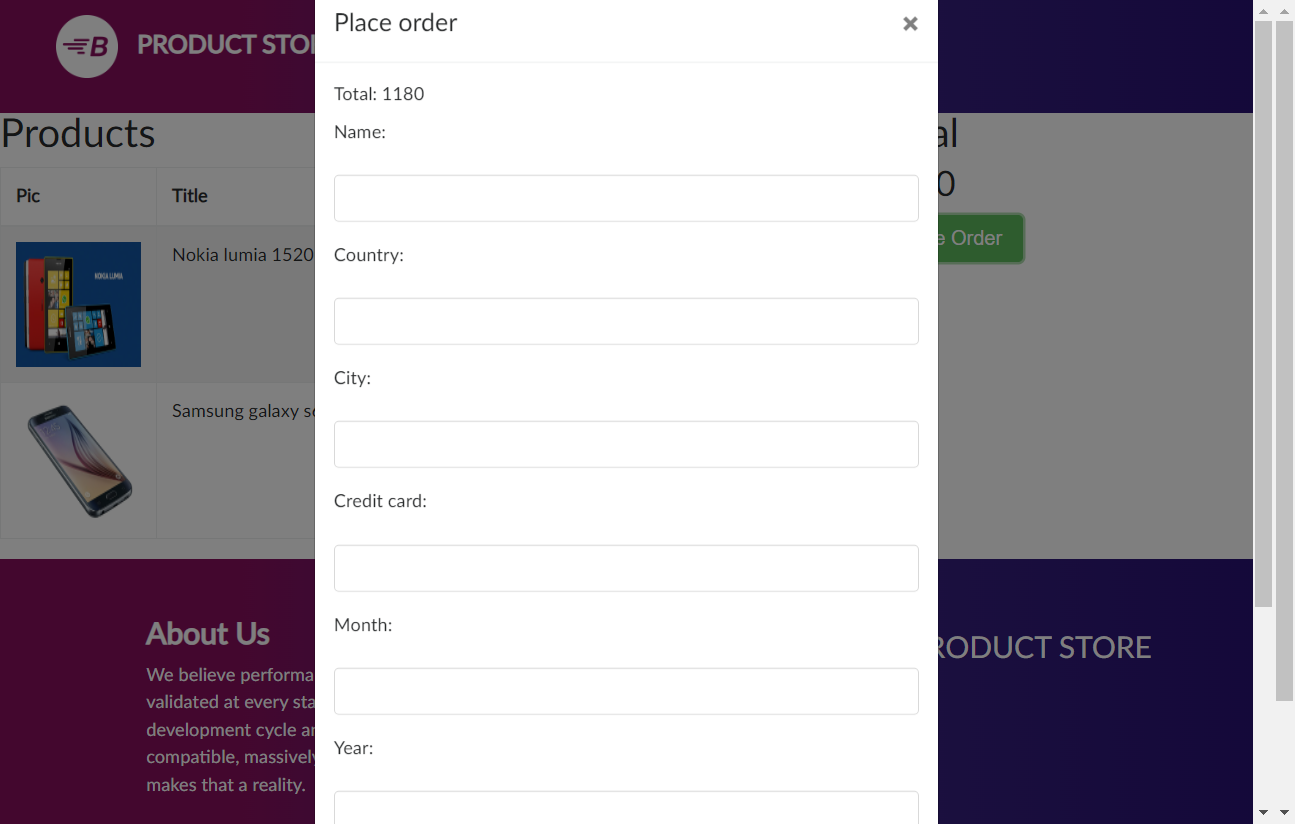 Place order
×
B PRODUCT STO
Total: 1180
Name:
Products
al
Pic Title
0
e Order
Nokia lumia 1520
NOKIA LUMIA
Country:
City:
Samsung galaxy s
Credit card:
Month:
About Us
We believe performa
validated at every sta
development cycle a
compatible, massively
makes that a reality.
RODUCT STORE
Year: